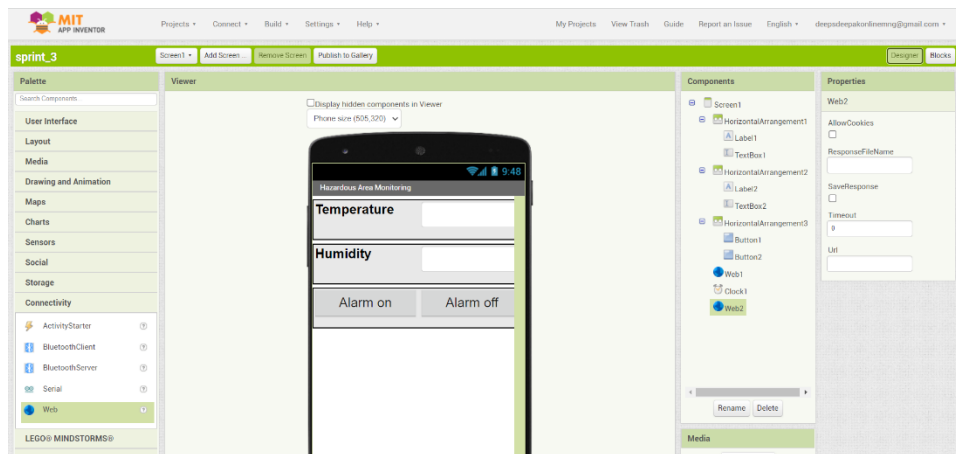 MIT
APP INVENTOR
Projects Connect Build Settings Help
My Projects View Trash Guide Report an Issue English deepsdeepakonlinemng@gmail.com
sprint_3
Screen1 Add Screen ... Remove Screen Publish to Gallery
Designer Blocks
Palette
Search Components...
User Interface
Layout
Media
Drawing and Animation
Maps
Charts
Sensors
Social
Storage
Connectivity
ActivityStarter
BluetoothClient
BluetoothServer
Serial
Web
LEGO® MINDSTORMS®
Viewer
Display hidden components in Viewer
Phone size (505,320)
9:48
Hazardous Area Monitoring
Temperature
Humidity
Alarm on Alarm off
Components
Screen1
HorizontalArrangement1
Label1
TextBox1
HorizontalArrangement2
Label2
TextBox2
HorizontalArrangement3
Button1
Button2
Web1
Clock1
Web2
Rename Delete
Media
Properties
Web2
AllowCookies
ResponseFileName
SaveResponse
Timeout
0
Url